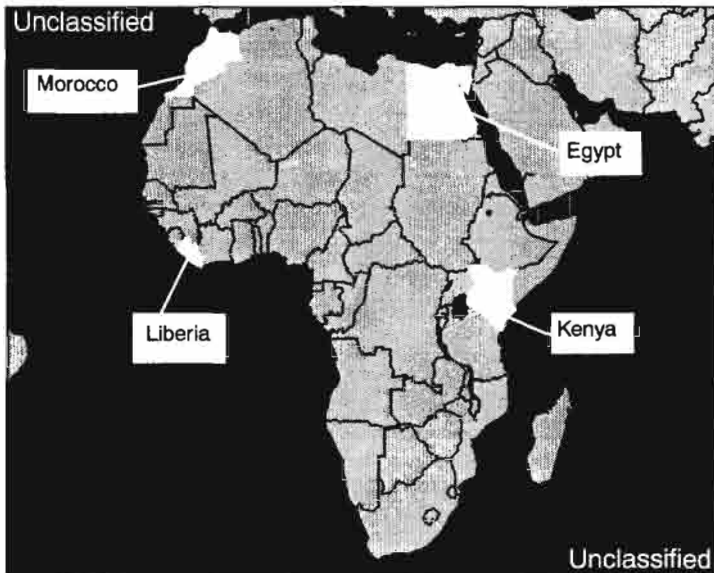 Unclassified
Morocco
Egypt
Liberia
Kenya
Unclassified